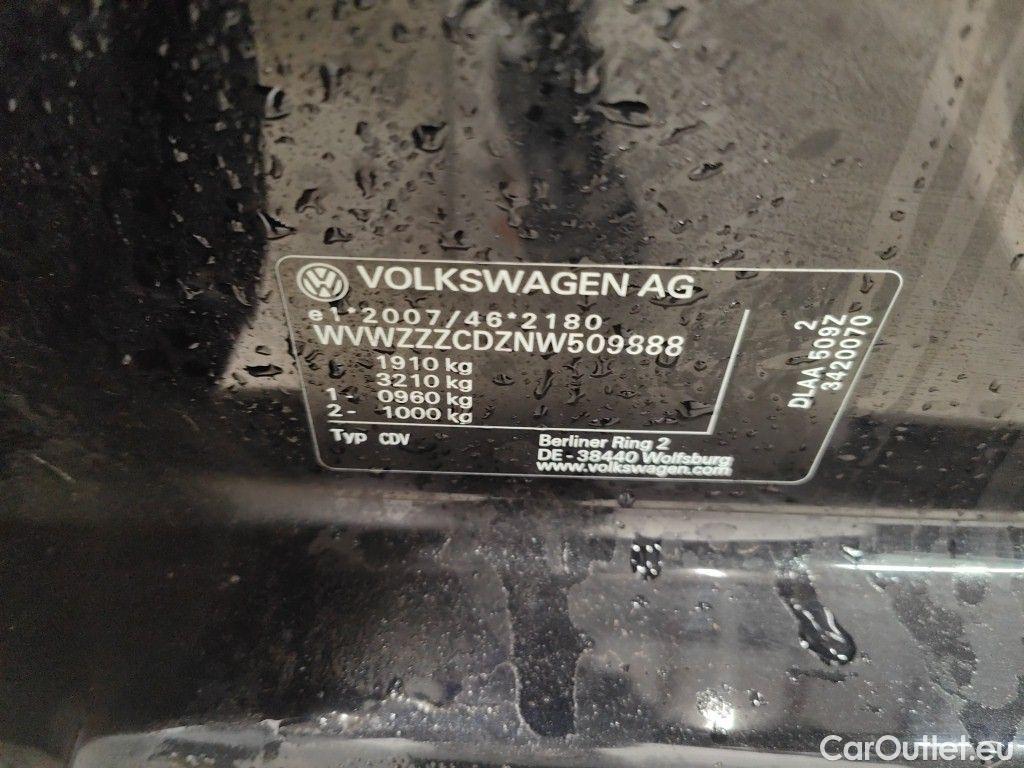 VOLKSWAGEN AG
e1*2007/46*2180
WVWZZZCDZNW509888
1910 kg
3210 kg
1 - 0960 kg
2 - 1000 kg
Typ CDV
Berliner Ring 2
DE - 38440 Wolfsburg
www.volkswagen.com
2
DLAA 509Z
3420070
CarOutlet.eu